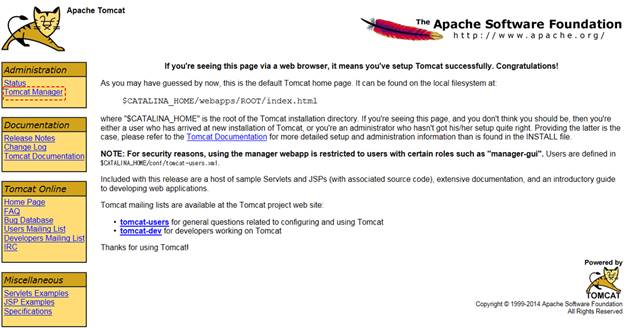 Apache Tomcat
The Apache Software Foundation
http://www.apache.org/
Administration
Status
Tomcat Manager
Documentation
Release Notes
Change Log
Tomcat Documentation
Tomcat Online
Home Page
FAQ
Bug Database
Users Mailing List
Developers Mailing List
IRC
Miscellaneous
Servlets Examples
JSP Examples
Specifications
If you're seeing this page via a web browser, it means you've setup Tomcat successfully. Congratulations!
As you may have guessed by now, this is the default Tomcat home page. It can be found on the local filesystem at:
$CATALINA_HOME/webapps/ROOT/index.html
where "$CATALINA_HOME" is the root of the Tomcat installation directory. If you're seeing this page, and you don't think you should be, then you're
either a user who has arrived at new installation of Tomcat, or you're an administrator who hasn't got his/her setup quite right. Providing the latter is the
case, please refer to the Tomcat Documentation for more detailed setup and administration information than is found in the INSTALL file.
NOTE: For security reasons, using the manager webapp is restricted to users with certain roles such as "manager-gui". Users are defined in
$CATALINA_HOME/conf/tomcat-users.xml.
Included with this release are a host of sample Servlets and JSPs (with associated source code), extensive documentation, and an introductory guide
to developing web applications.
Tomcat mailing lists are available at the Tomcat project web site:
• tomcat-users for general questions related to configuring and using Tomcat
• tomcat-dev for developers working on Tomcat
Thanks for using Tomcat!
Powered by
TOMCAT
Copyright © 1999-2014 Apache Software Foundation
All Rights Reserved